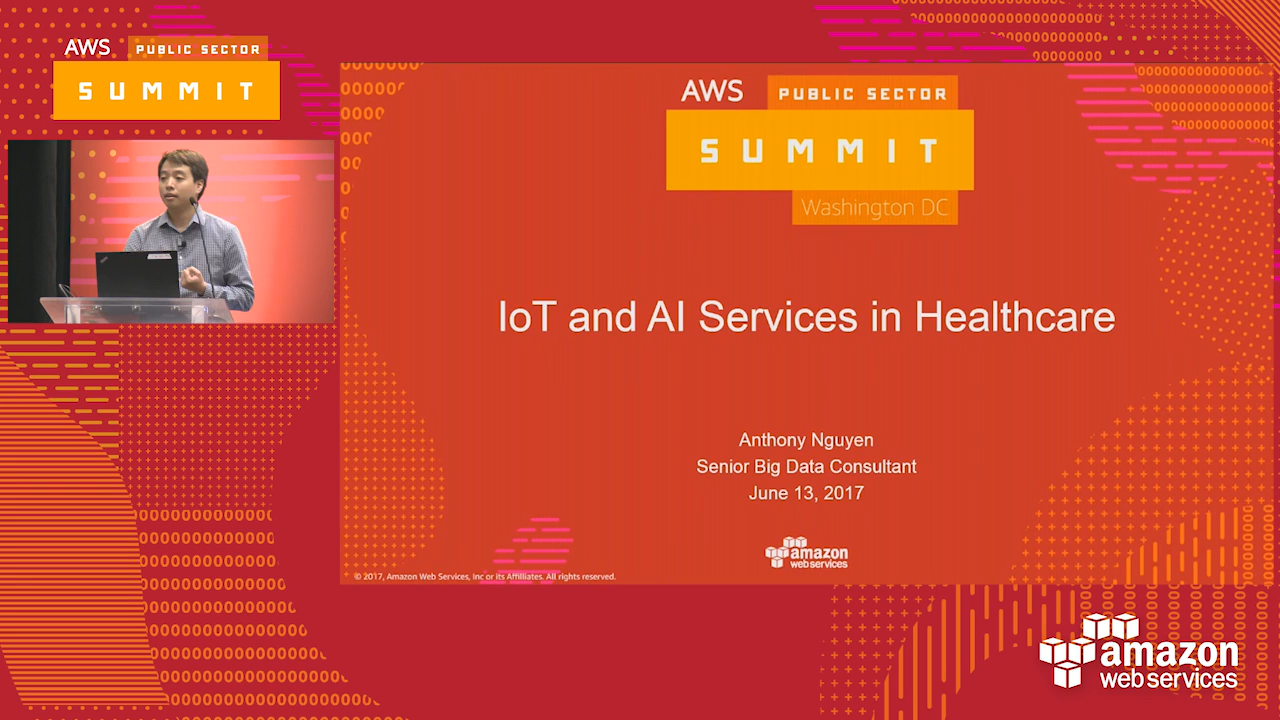 AWS PUBLIC SECTOR
SUMMIT
AWS PUBLIC SECTOR
SUMMIT
Washington DC
IoT and AI Services in Healthcare
Anthony Nguyen
Senior Big Data Consultant
June 13, 2017
amazon
web services
© 2017, Amazon Web Services, Inc or its Affiliates. All rights reserved.
amazon
web services